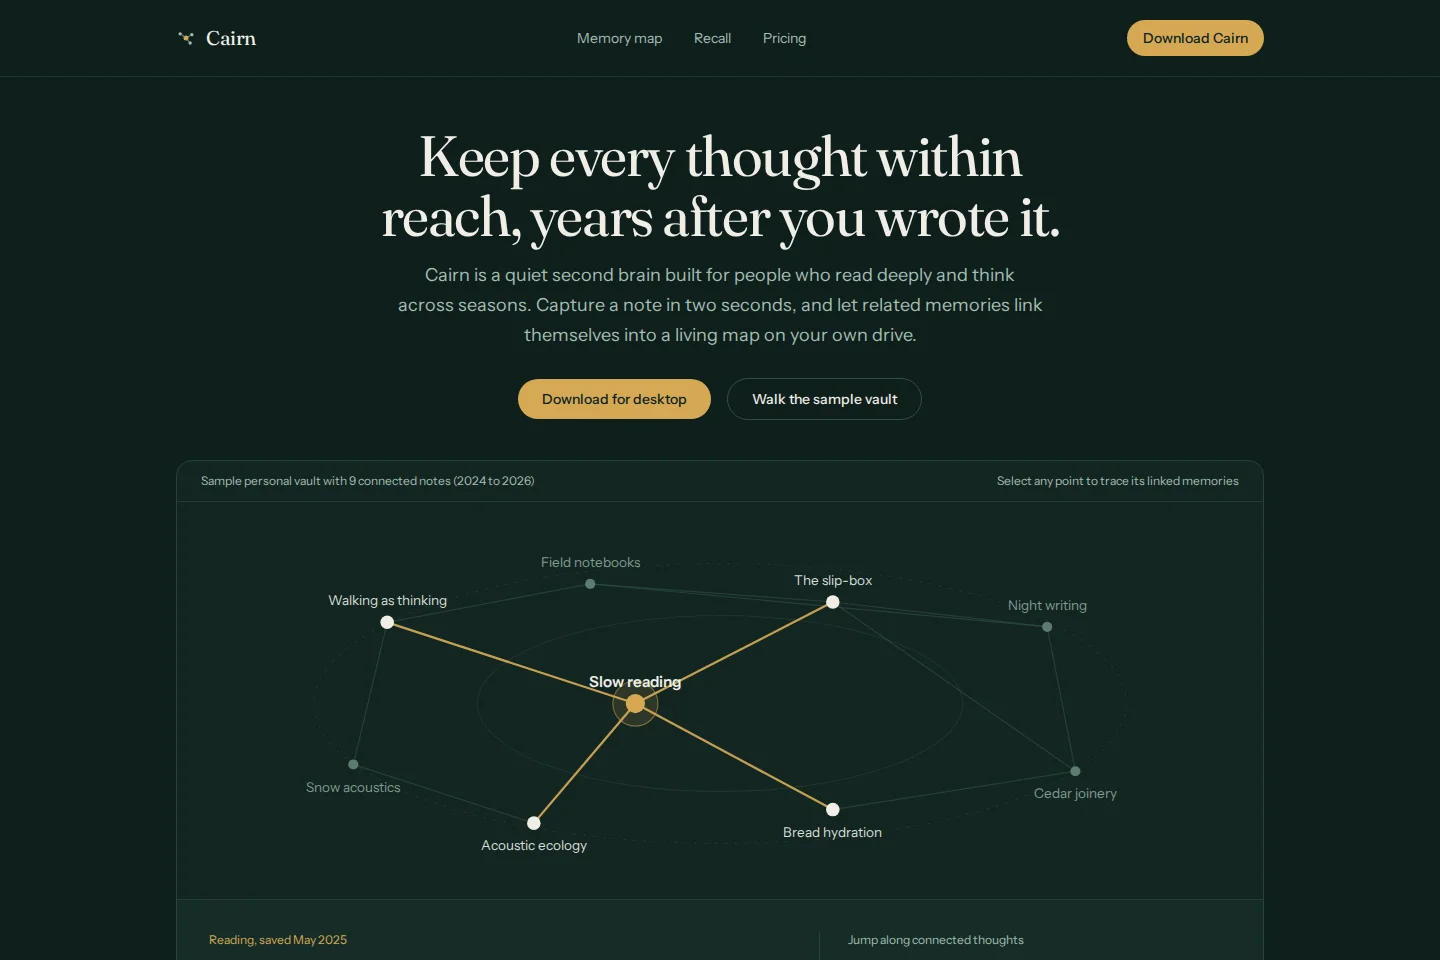 Cairn
Memory map
Recall
Pricing
Download Cairn
Keep every thought within
reach, years after you wrote it.
Cairn is a quiet second brain built for people who read deeply and think
across seasons. Capture a note in two seconds, and let related memories link
themselves into a living map on your own drive.
Download for desktop
Walk the sample vault
Sample personal vault with 9 connected notes (2024 to 2026)
Select any point to trace its linked memories
Field notebooks
The slip-box
Walking as thinking
Night writing
Slow reading
Snow acoustics
Cedar joinery
Acoustic ecology
Bread hydration
Reading, saved May 2025
Jump along connected thoughts